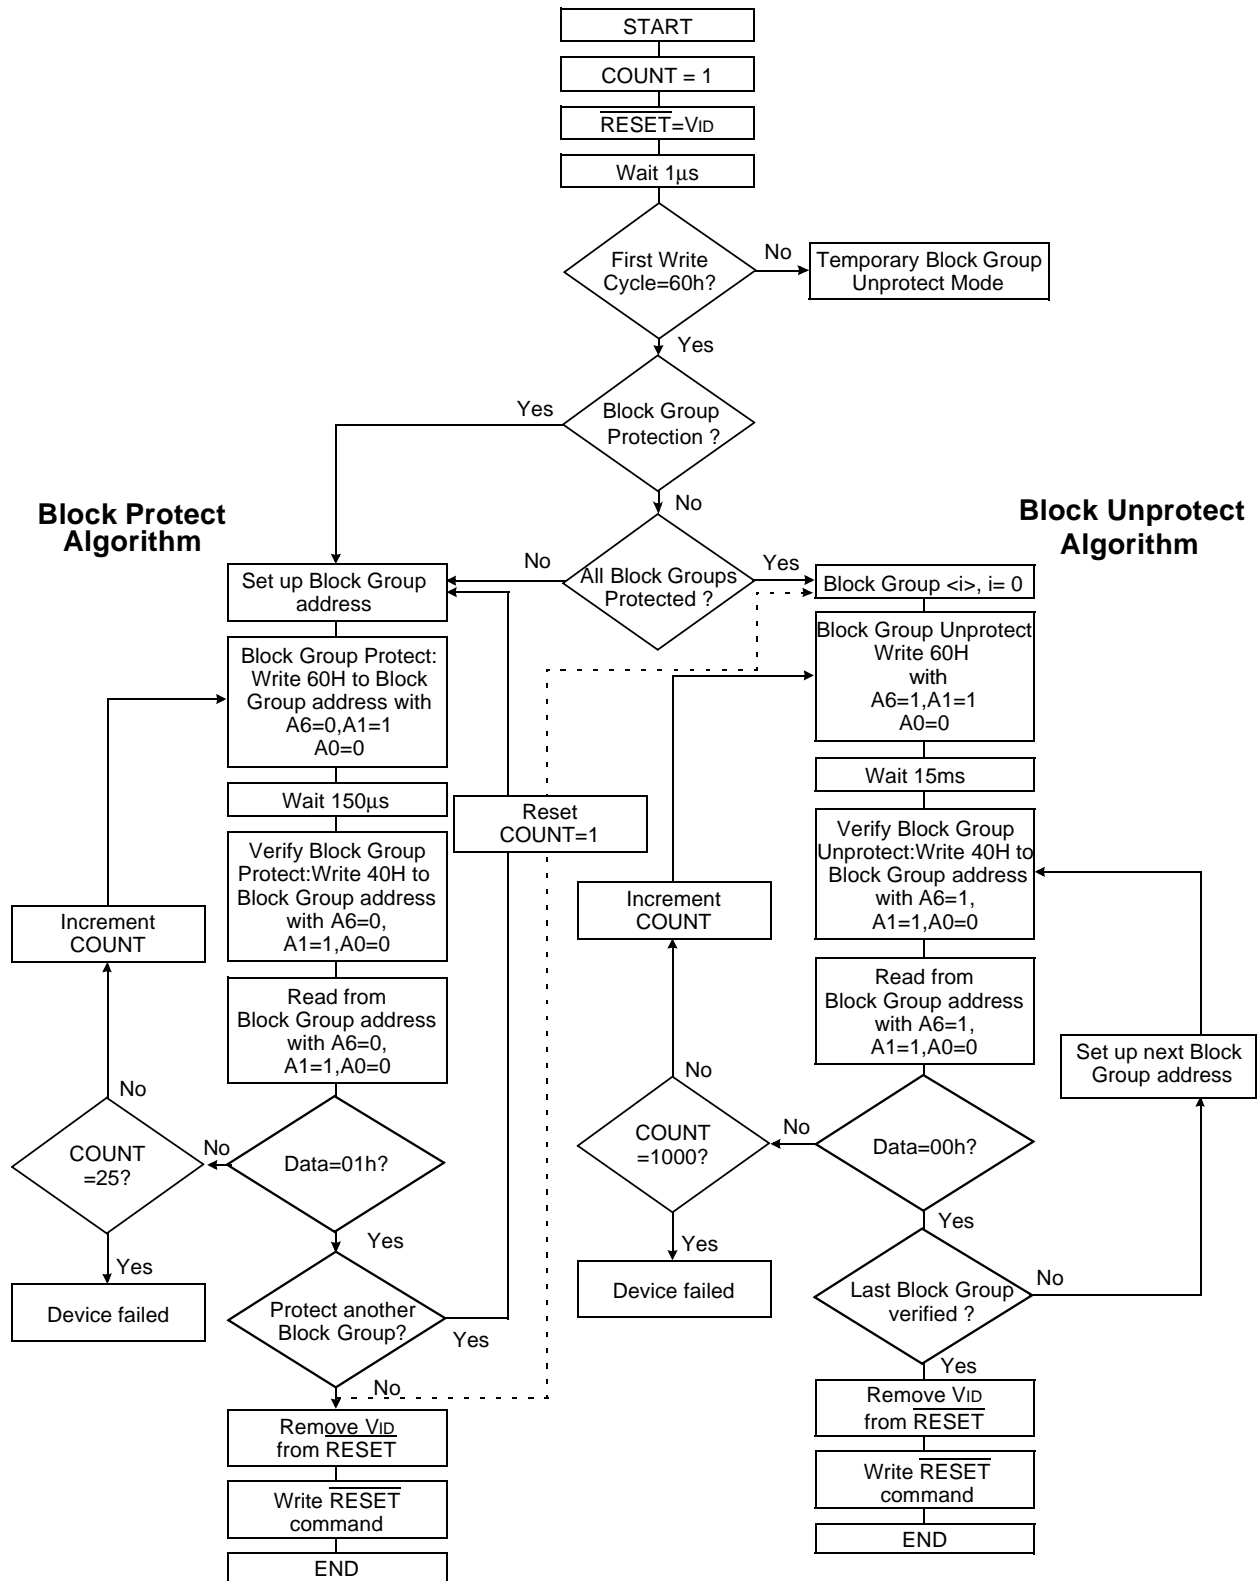 START
COUNT = 1
RESET=VID
Wait 1μs
First Write
Cycle=60h?
No
Temporary Block Group
Unprotect Mode
Yes
Yes
Block Group
Protection ?
No
Block Protect
Algorithm
Block Unprotect
Algorithm
Set up Block Group
address
No
All Block Groups
Protected ?
Yes
Block Group <i>, i= 0
Block Group Protect:
Write 60H to Block
Group address with
A6=0,A1=1
A0=0
Block Group Unprotect
Write 60H
with
A6=1,A1=1
A0=0
Wait 150μs
Reset
COUNT=1
Wait 15ms
Verify Block Group
Protect:Write 40H to
Block Group address
with A6=0,
A1=1,A0=0
Verify Block Group
Unprotect:Write 40H to
Block Group address
with A6=1,
A1=1,A0=0
Increment
COUNT
Increment
COUNT
Read from
Block Group address
with A6=0,
A1=1,A0=0
Read from
Block Group address
with A6=1,
A1=1,A0=0
Set up next Block
Group address
No
COUNT
=25?
No
Data=01h?
No
COUNT
=1000?
No
Data=00h?
Yes
Device failed
Yes
Protect another
Block Group?
Yes
No
Yes
Device failed
Yes
Last Block Group
verified ?
No
Yes
Remove VID
from RESET
Write RESET
command
END
Remove VID
from RESET
Write RESET
command
END